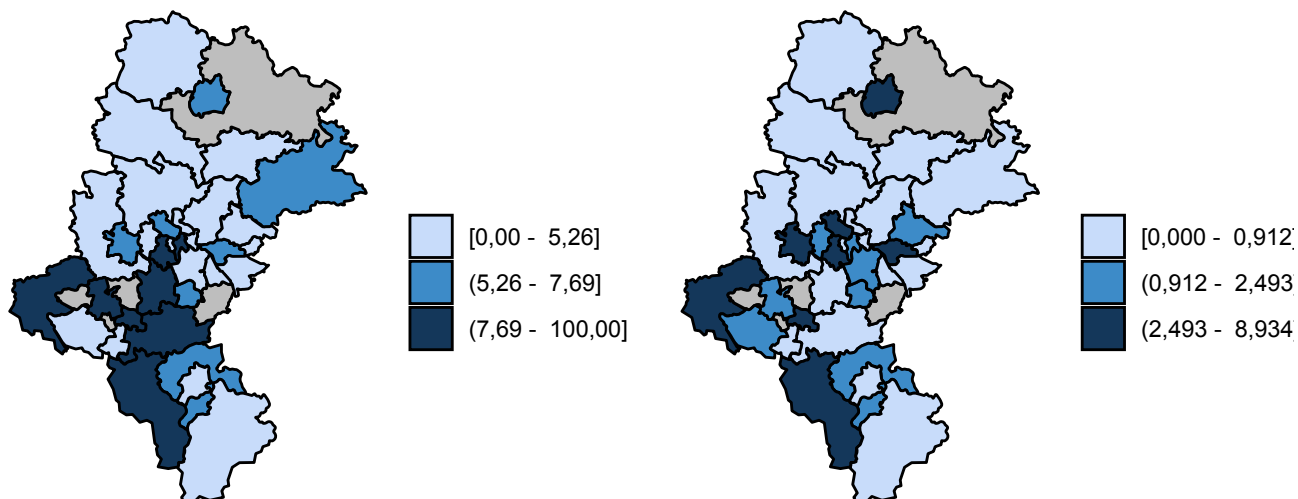 [0,00 - 5,26]
(5,26 - 7,69]
(7,69 - 100,00]
[0,000 - 0,912]
(0,912 - 2,493]
(2,493 - 8,934]